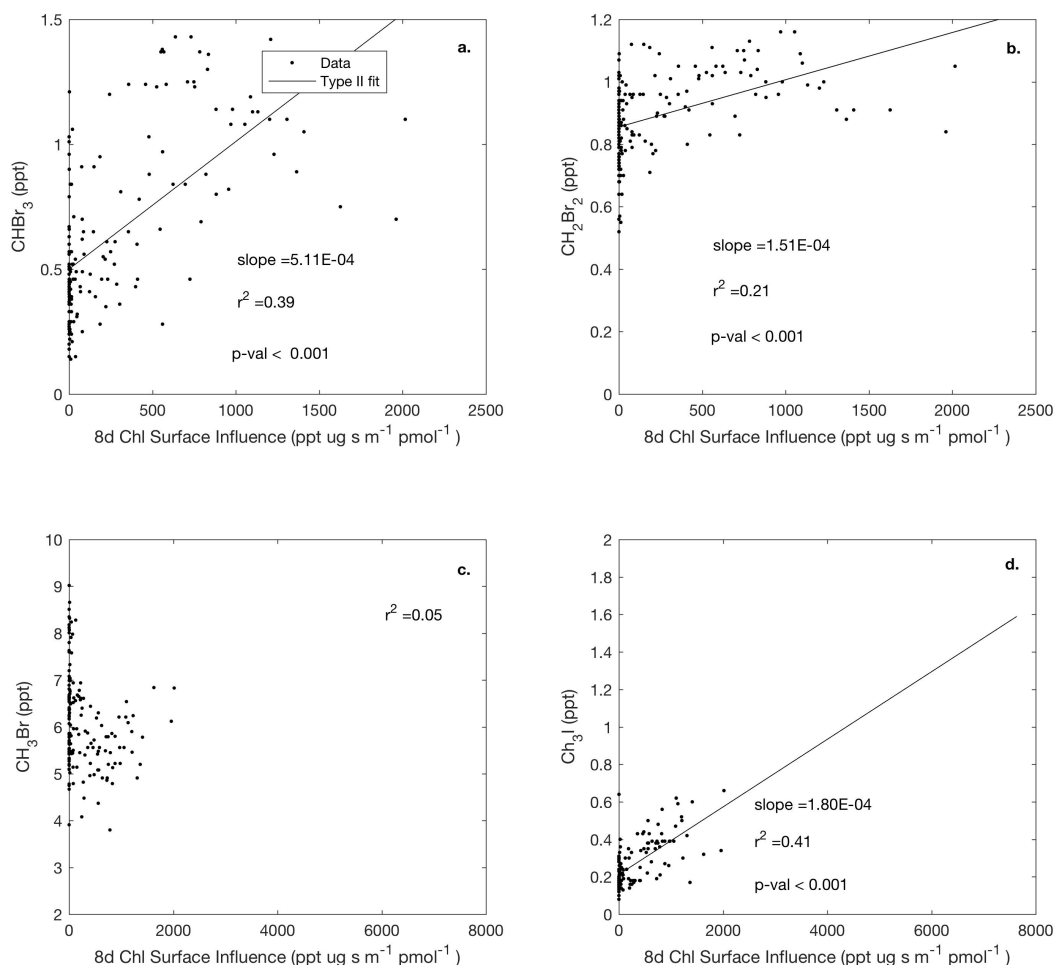 1.5
a.
Data
Type II fit
1
CHBr3 (ppt)
0.5
slope =5.11E-04
r2 =0.39
p-val < 0.001
0
0 500 1000 1500 2000 2500
8d Chl Surface Influence (ppt ug s m-1 pmol-1 )
1.2
b.
1
0.8
CH2Br2 (ppt)
0.6
slope =1.51E-04
0.4
r2 =0.21
0.2
p-val < 0.001
0
0 500 1000 1500 2000 2500
8d Chl Surface Influence (ppt ug s m-1 pmol-1 )
10
c.
9
r2 =0.05
8
7
CH3Br (ppt)
6
5
4
3
2
0 2000 4000 6000 8000
8d Chl Surface Influence (ppt ug s m-1 pmol-1 )
2
d.
1.8
1.6
1.4
1.2
Ch3I (ppt)
1
0.8
0.6
slope =1.80E-04
0.4
r2 =0.41
0.2
p-val < 0.001
0
0 2000 4000 6000 8000
8d Chl Surface Influence (ppt ug s m-1 pmol-1 )